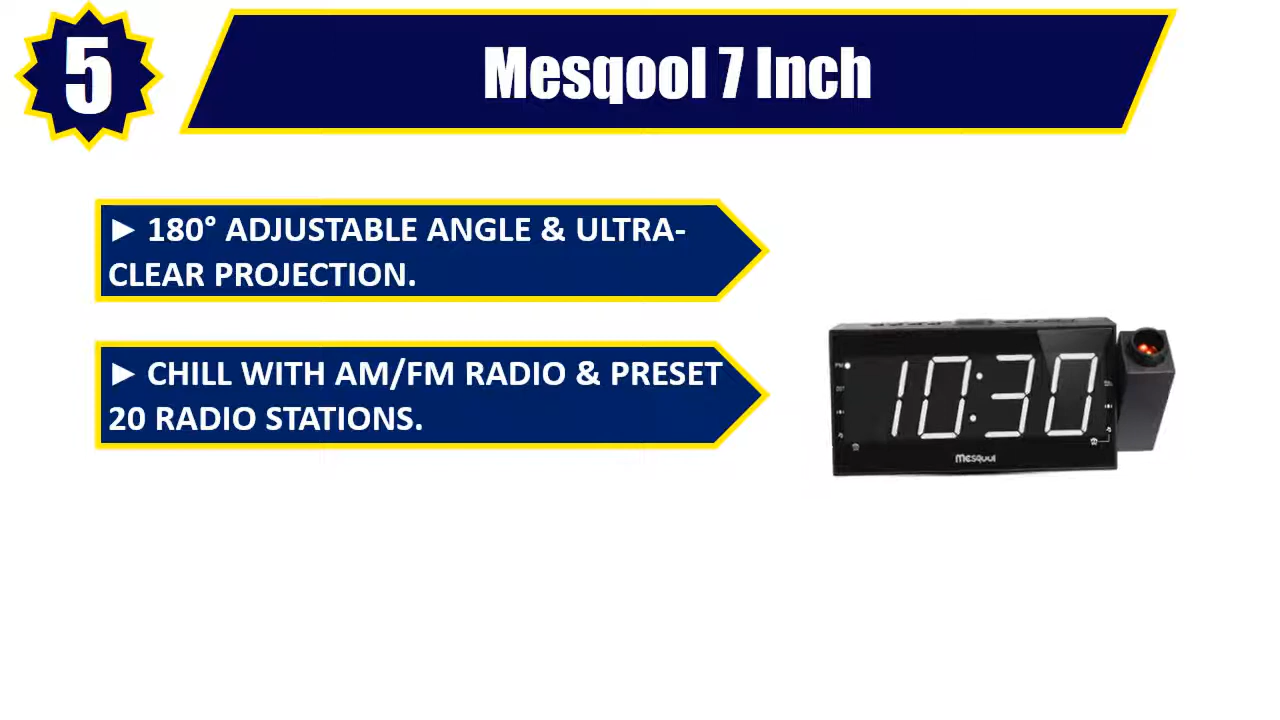 5
Mesqool 7 Inch
► 180° ADJUSTABLE ANGLE & ULTRA-
CLEAR PROJECTION.
► CHILL WITH AM/FM RADIO & PRESET
20 RADIO STATIONS.
10:30
PM
Mesqool